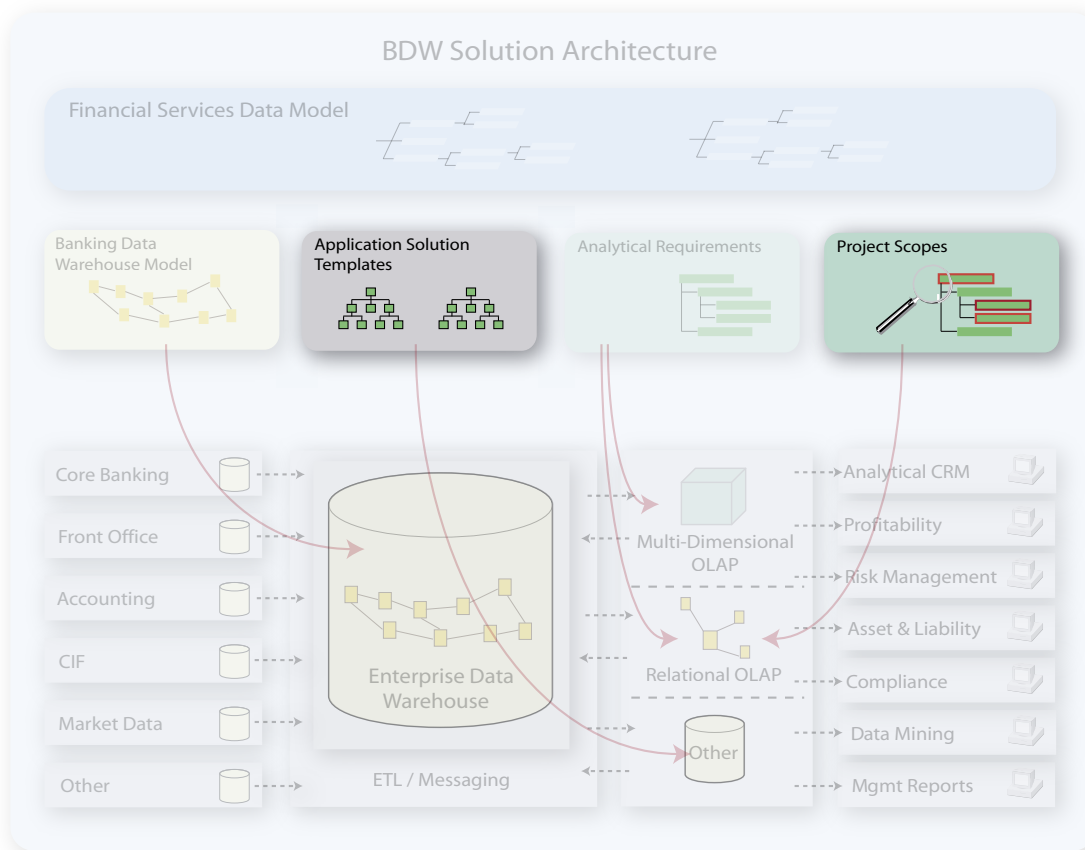 BDW Solution Architecture
Financial Services Data Model
Banking Data
Warehouse Model
Application Solution
Templates
Analytical Requirements
Project Scopes
Core Banking
Front Office
Accounting
CIF
Market Data
Other
Enterprise Data
Warehouse
ETL / Messaging
Multi-Dimensional
OLAP
Relational OLAP
Other
Analytical CRM
Profitability
Risk Management
Asset & Liability
Compliance
Data Mining
Mgmt Reports